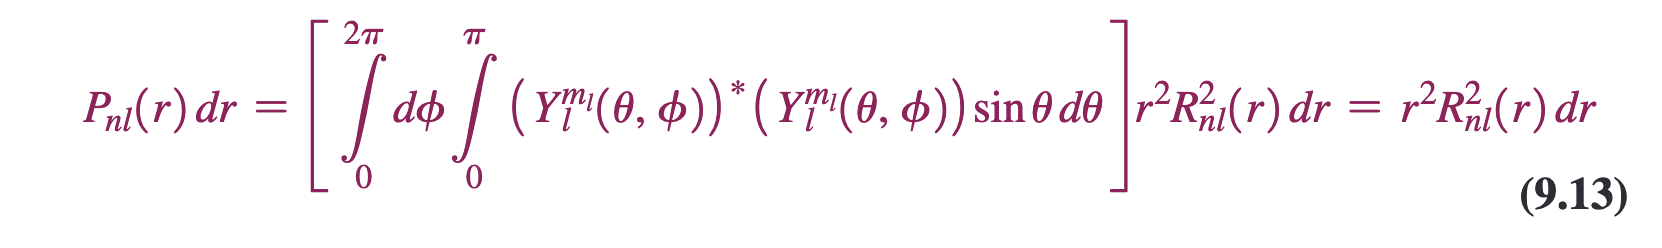 P_{nl}(r) dr = [ ∫_0^{2π} dϕ ∫_0^{π} (Y_l^{m_l}(θ, ϕ))^* (Y_l^{m_l}(θ, ϕ)) sin θ dθ ] r^2 R_{nl}^2(r) dr = r^2 R_{nl}^2(r) dr
(9.13)